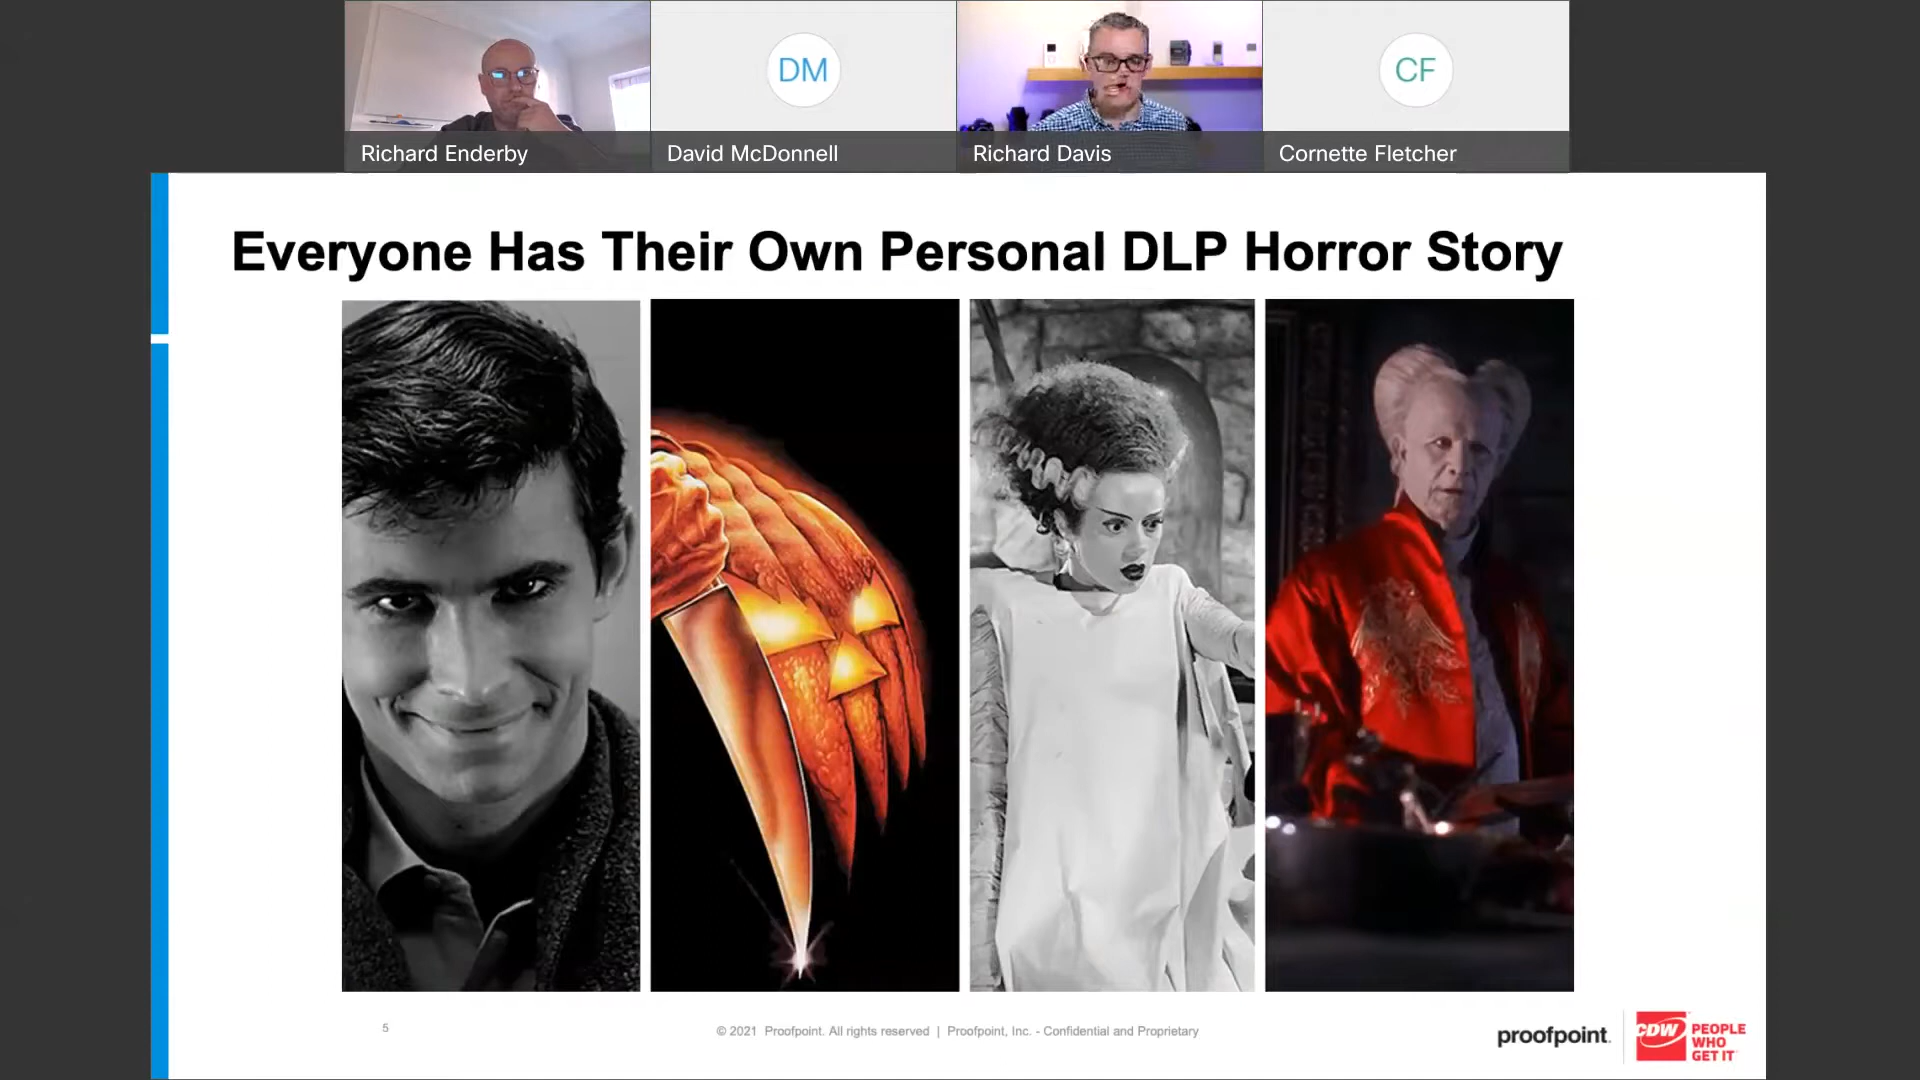 DM
CF
Richard Enderby
David McDonnell
Richard Davis
Cornette Fletcher
Everyone Has Their Own Personal DLP Horror Story
5
© 2021 Proofpoint. All rights reserved | Proofpoint, Inc. - Confidential and Proprietary
proofpoint.
CDW
PEOPLE
WHO
GET IT